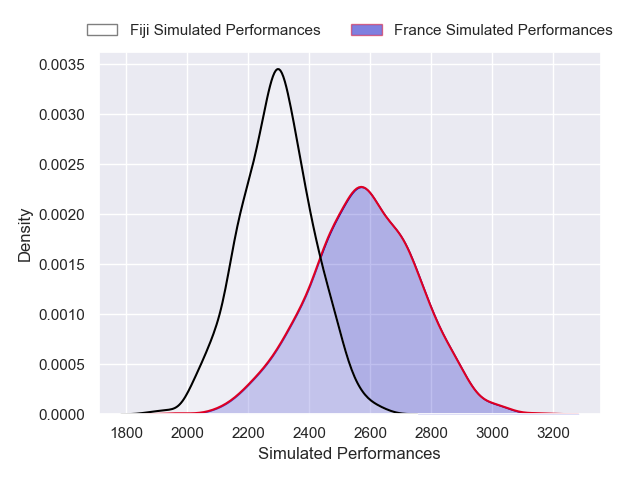 Fiji Simulated Performances France Simulated Performances
0.0035
0.0030
0.0025
0.0020
0.0015
0.0010
0.0005
0.0000
Density
1800 2000 2200 2400 2600 2800 3000 3200
Simulated Performances